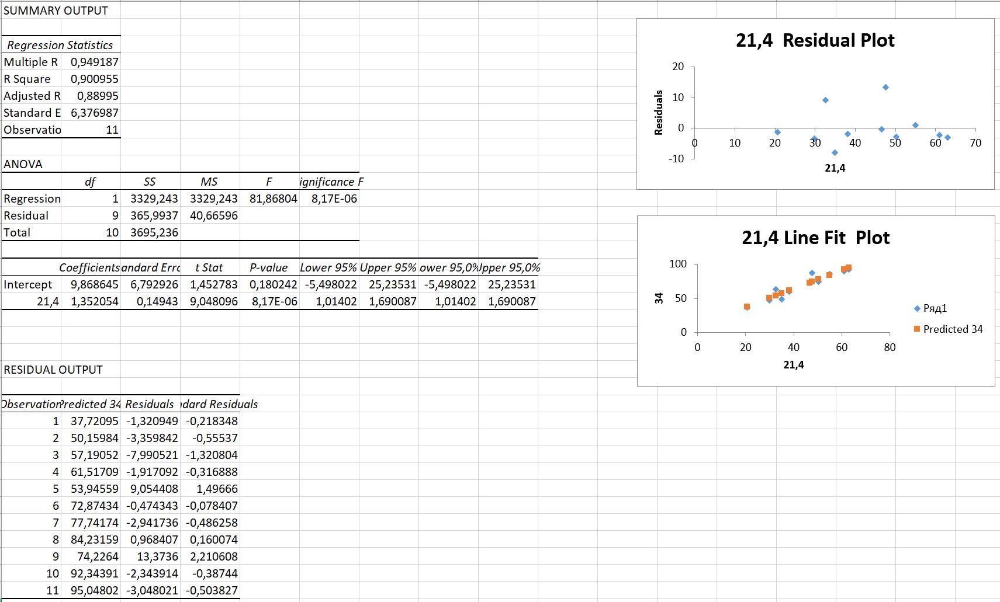 SUMMARY OUTPUT
Regression Statistics
Multiple R 0,949187
R Square 0,900955
Adjusted R 0,88995
Standard E 6,376987
Observatio 11
ANOVA
df SS MS F ignificance F
Regression 1 3329,243 3329,243 81,86804 8,17E-06
Residual 9 365,9937 40,66596
Total 10 3695,236
Coefficients andard Erro t Stat P-value Lower 95% Upper 95% ower 95,0% Upper 95,0%
Intercept 9,868645 6,792926 1,452783 0,180242 -5,498022 25,23531 -5,498022 25,23531
21,4 1,352054 0,14943 9,048096 8,17E-06 1,01402 1,690087 1,01402 1,690087
RESIDUAL OUTPUT
Observation Predicted 34 Residuals ndard Residuals
1 37,72095 -1,320949 -0,218348
2 50,15984 -3,359842 -0,55537
3 57,19052 -7,990521 -1,320804
4 61,51709 -1,917092 -0,316888
5 53,94559 9,054408 1,49666
6 72,87434 -0,474343 -0,078407
7 77,74174 -2,941736 -0,486258
8 84,23159 0,968407 0,160074
9 74,2264 13,3736 2,210608
10 92,34391 -2,343914 -0,38744
11 95,04802 -3,048021 -0,503827
21,4 Residual Plot
20
10
0
-10
Residuals
0 10 20 30 40 50 60 70
21,4
21,4 Line Fit Plot
100
50
0
34
0 20 40 60 80
21,4
Ряд1
Predicted 34